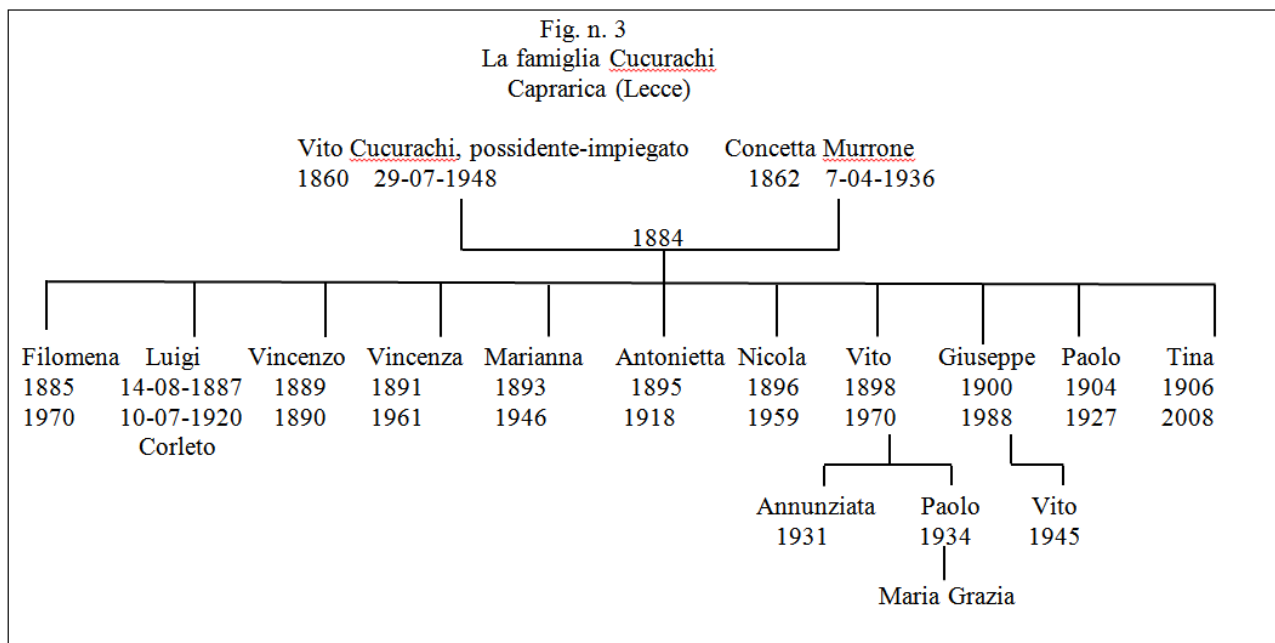 Fig. n. 3
La famiglia Cucurachi
Caprarica (Lecce)
Vito Cucurachi, possidente-impiegato Concetta Murrone
1860 29-07-1948 1862 7-04-1936
1884
Filomena Luigi Vincenzo Vincenza Marianna Antonietta Nicola Vito Giuseppe Paolo Tina
1885 14-08-1887 1889 1891 1893 1895 1896 1898 1900 1904 1906
1970 10-07-1920 1890 1961 1946 1918 1959 1970 1988 1927 2008
Corleto
Annunziata Paolo Vito
1931 1934 1945
Maria Grazia